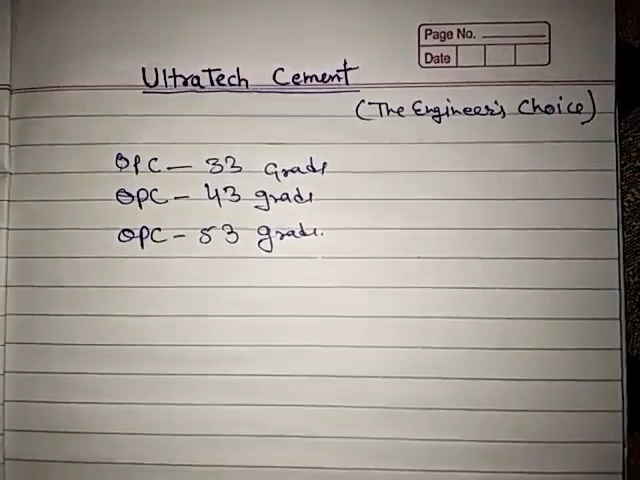 Page No.
Date
UltraTech Cement
(The Engineer's Choice)
OPC - 33 Grade
OPC - 43 grade
OPC - 53 grade.